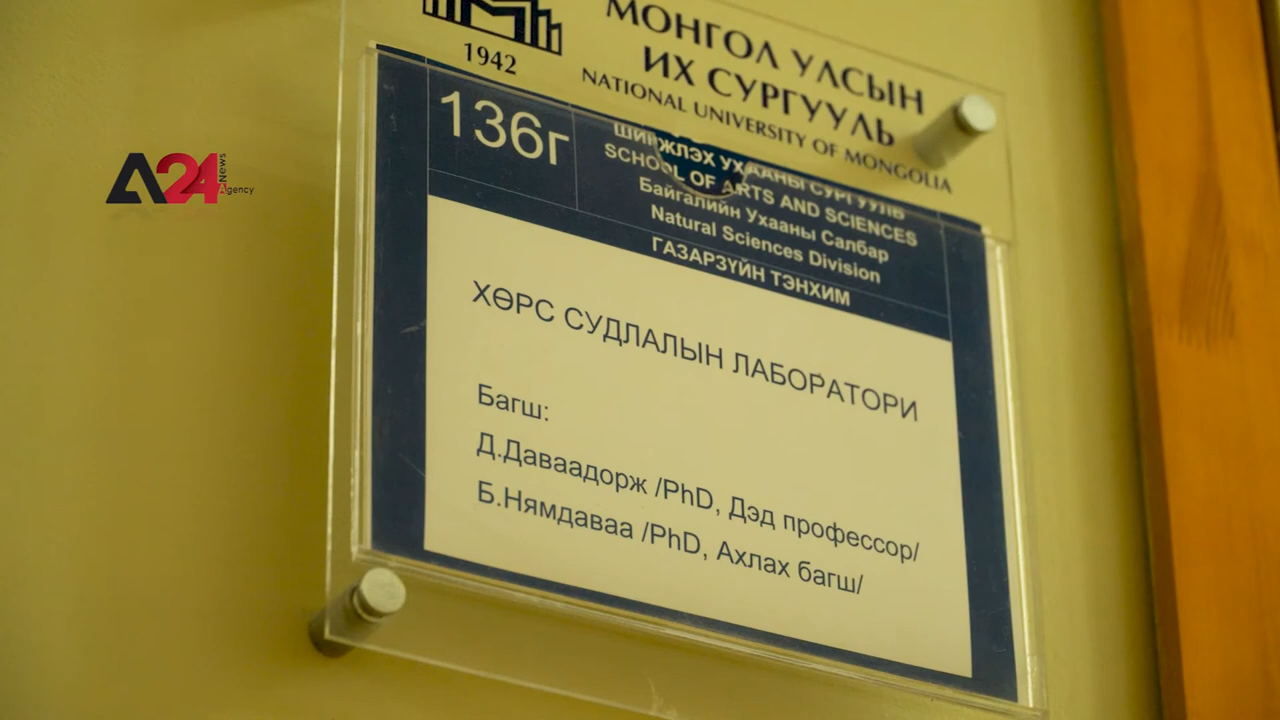 1942
МОНГОЛ УЛСЫН
ИХ СУРГУУЛЬ
NATIONAL UNIVERSITY OF MONGOLIA
136г
ШИНЖЛЭХ УХААНЫ СУРГУУЛЬ
SCHOOL OF ARTS AND SCIENCES
Байгалийн Ухааны Салбар
Natural Sciences Division
ГАЗАРЗҮЙН ТЭНХИМ
ХӨРС СУДЛАЛЫН ЛАБОРАТОРИ
Багш:
Д.Даваадорж /PhD, Дэд профессор/
Б.Нямдаваа /PhD, Ахлах багш/
A24
News
Agency